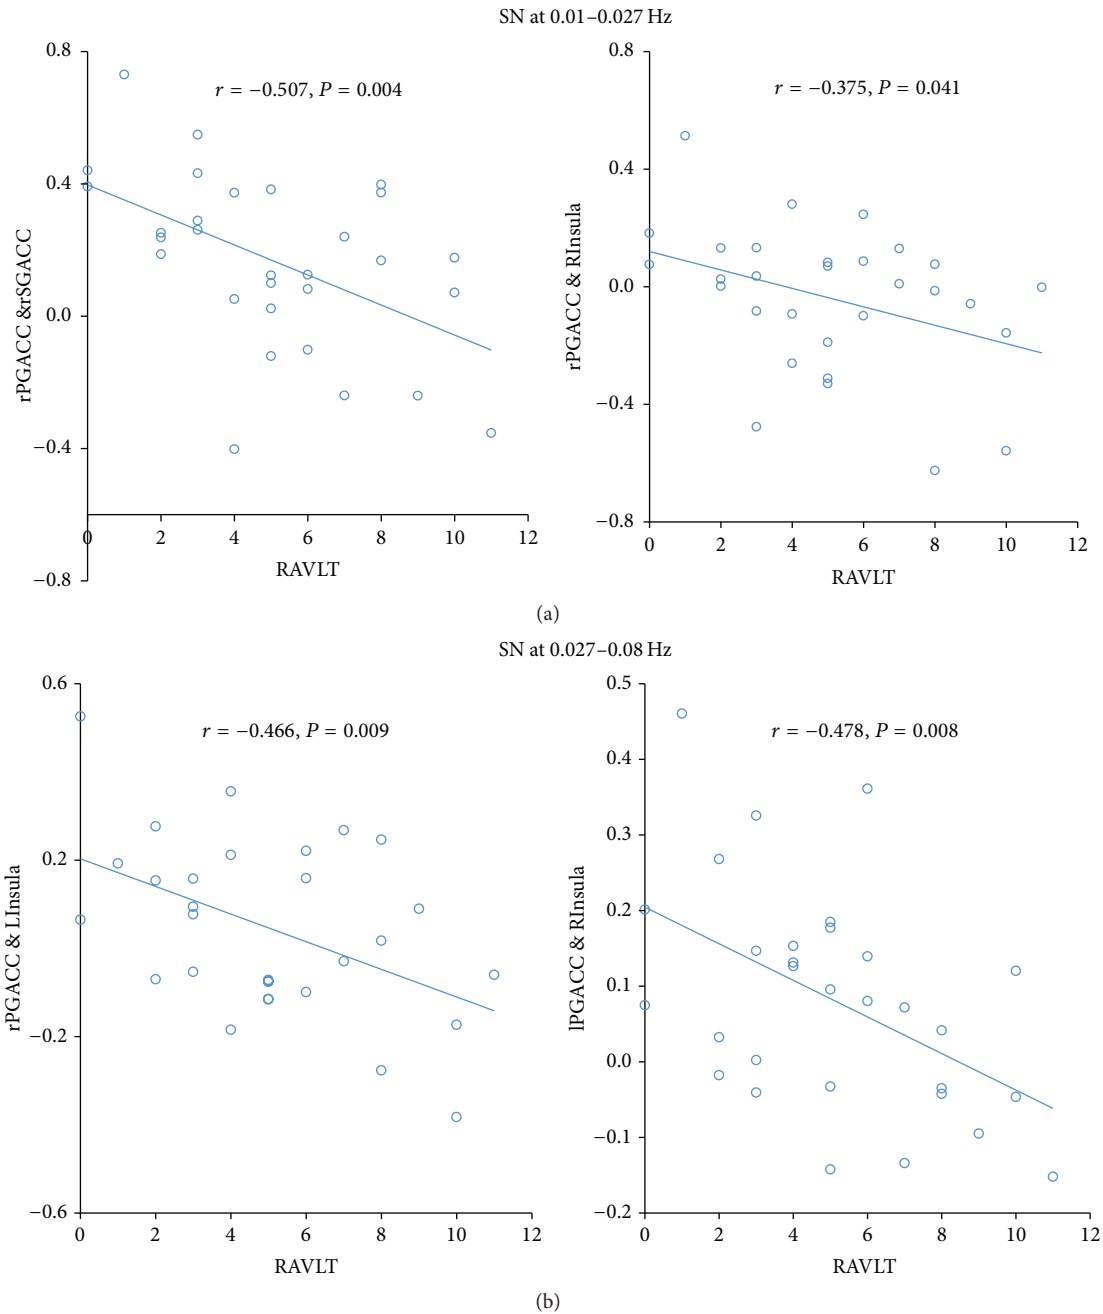 SN at 0.01–0.027 Hz
0.8
0.4
0.0
−0.4
−0.8
rPGACC &rSGACC
r = −0.507, P = 0.004
0 2 4 6 8 10 12
RAVLT
0.8
0.4
0.0
−0.4
−0.8
rPGACC & RInsula
r = −0.375, P = 0.041
0 2 4 6 8 10 12
RAVLT
(a)
SN at 0.027–0.08 Hz
0.6
0.2
−0.2
−0.6
rPGACC & LInsula
r = −0.466, P = 0.009
0 2 4 6 8 10 12
RAVLT
0.5
0.4
0.3
0.2
0.1
0.0
−0.1
−0.2
lPGACC & RInsula
r = −0.478, P = 0.008
0 2 4 6 8 10 12
RAVLT
(b)